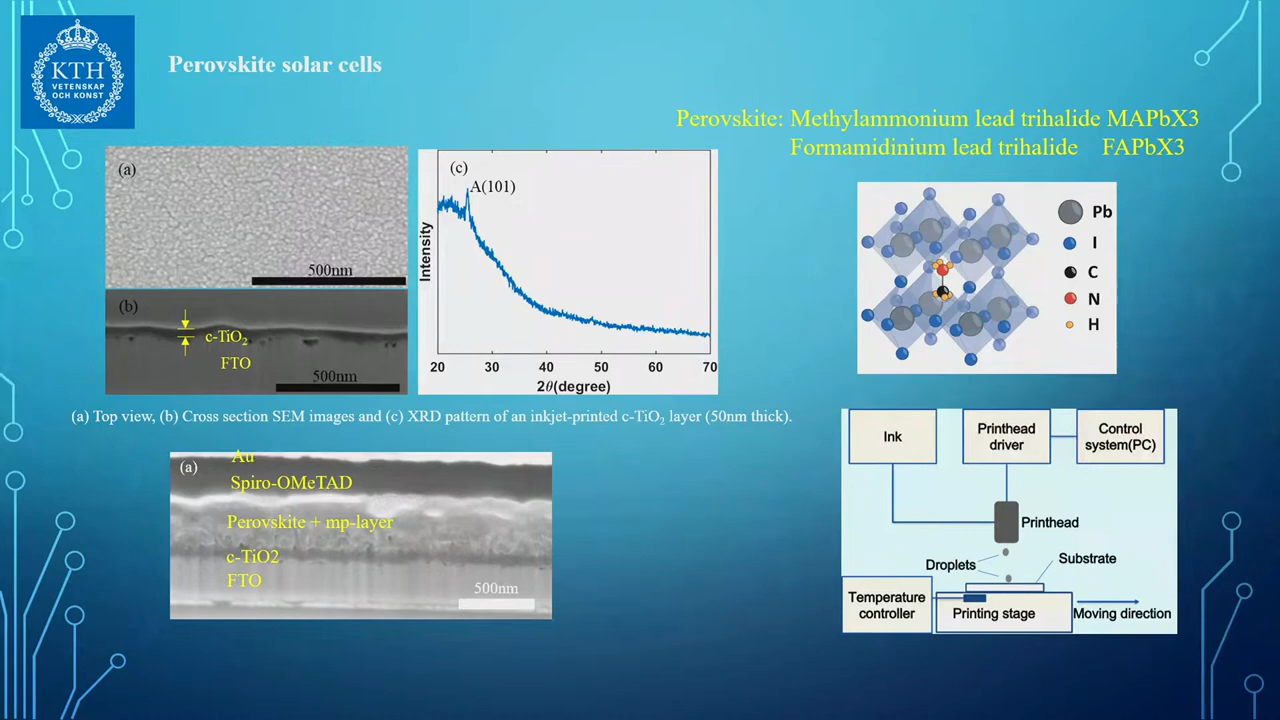 KTH
VETENSKAP
OCH KONST
Perovskite solar cells
Perovskite: Methylammonium lead trihalide MAPbX3
Formamidinium lead trihalide FAPbX3
(a)
500nm
(b)
c-TiO₂
FTO
500nm
(c)
A(101)
Intensity
20 30 40 50 60 70
2θ(degree)
Pb
I
C
N
H
(a) Top view, (b) Cross section SEM images and (c) XRD pattern of an inkjet-printed c-TiO₂ layer (50nm thick).
(a)
Au
Spiro-OMeTAD
Perovskite + mp-layer
c-TiO2
FTO
500nm
Ink
Printhead
driver
Control
system(PC)
Printhead
Droplets
Substrate
Temperature
controller
Printing stage
Moving direction